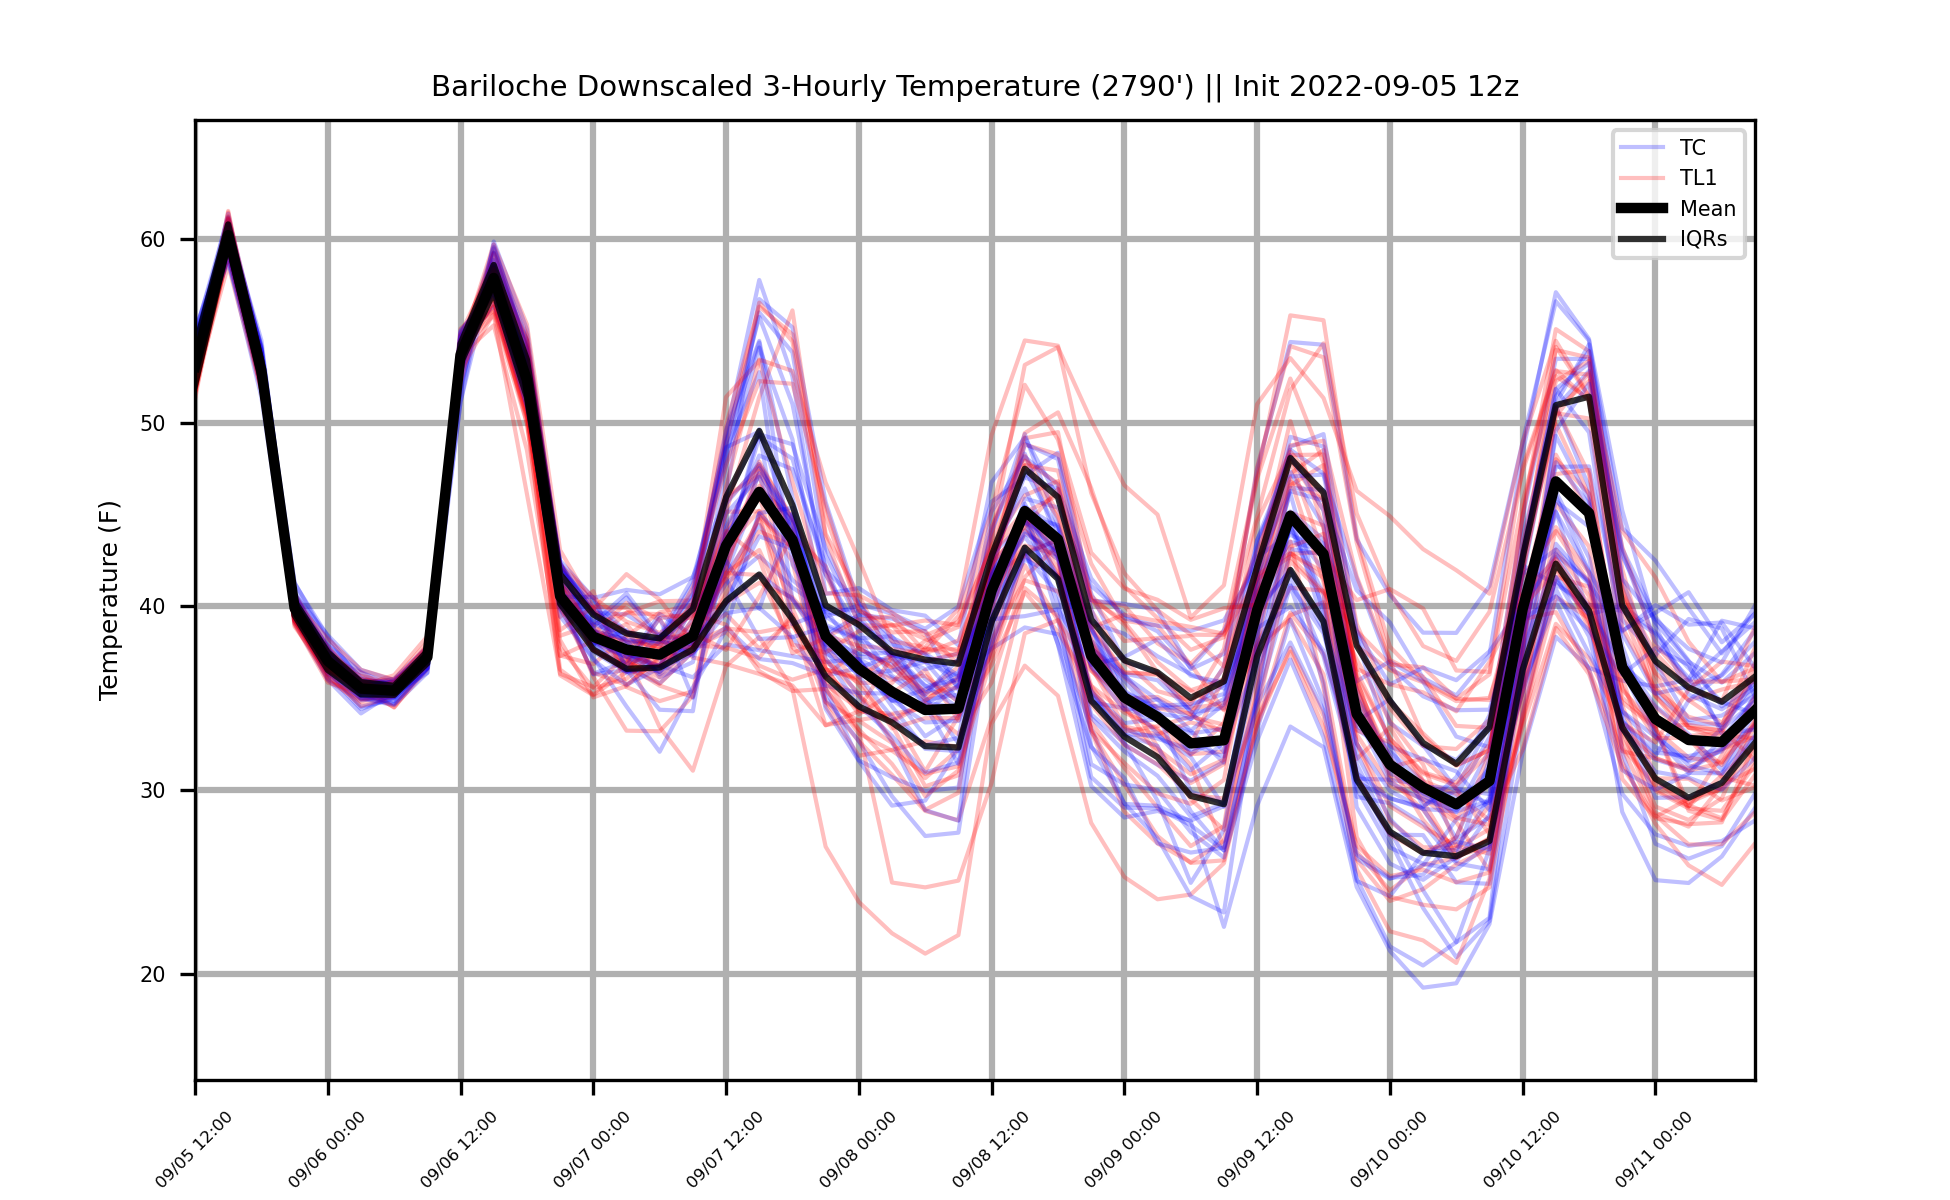 Bariloche Downscaled 3-Hourly Temperature (2790') || Init 2022-09-05 12z
TC
TL1
Mean
IQRs
Temperature (F)
60
50
40
30
20
09/05 12:00
09/06 00:00
09/06 12:00
09/07 00:00
09/07 12:00
09/08 00:00
09/08 12:00
09/09 00:00
09/09 12:00
09/10 00:00
09/10 12:00
09/11 00:00